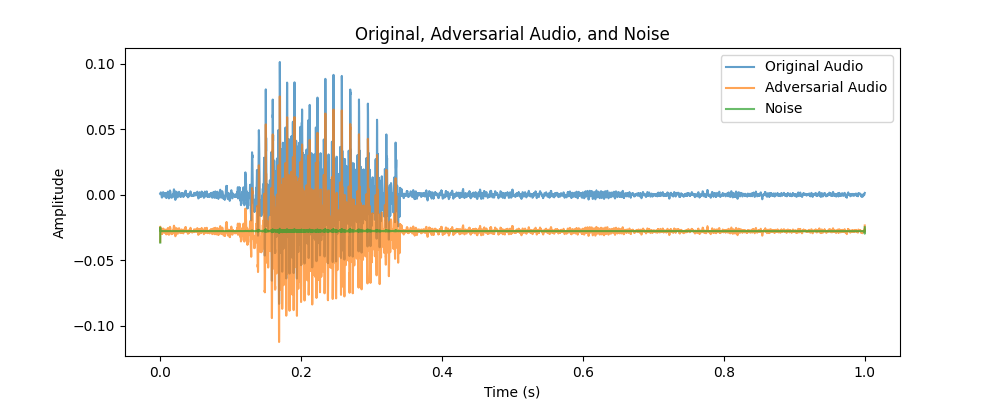 Original, Adversarial Audio, and Noise
Original Audio
Adversarial Audio
Noise
Amplitude
0.10
0.05
0.00
−0.05
−0.10
0.0
0.2
0.4
0.6
0.8
1.0
Time (s)